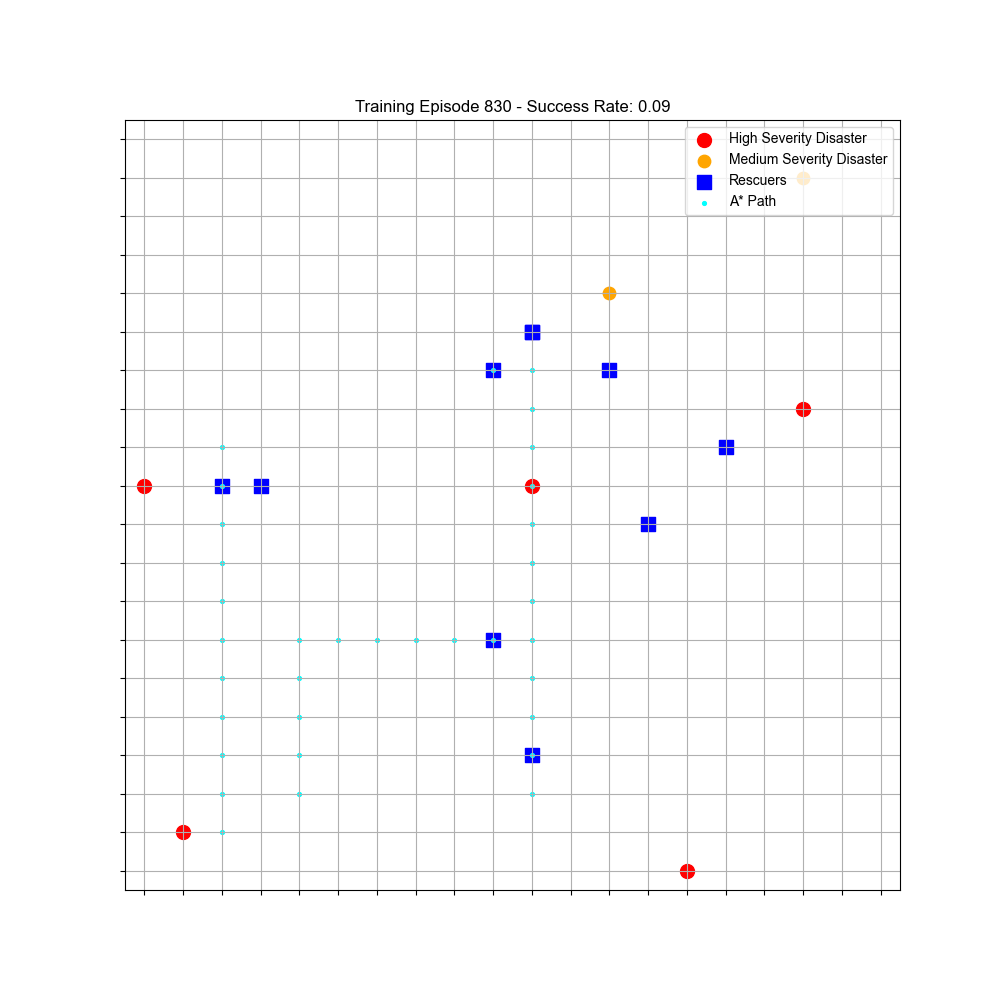 Training Episode 830 - Success Rate: 0.09
High Severity Disaster
Medium Severity Disaster
Rescuers
A* Path